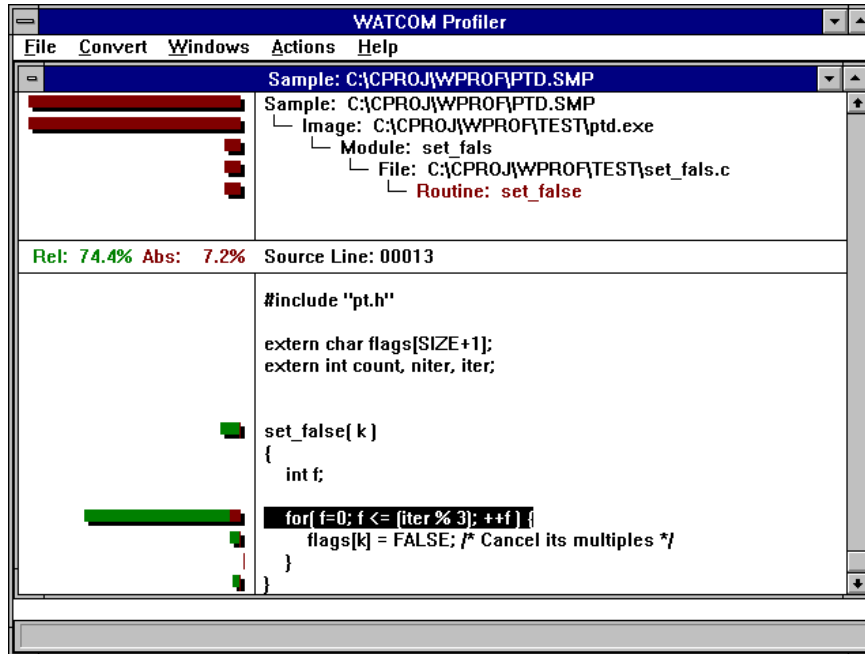 WATCOM Profiler
File Convert Windows Actions Help
Sample: C:\CPROJ\WPROF\PTD.SMP
Sample: C:\CPROJ\WPROF\PTD.SMP
Image: C:\CPROJ\WPROF\TEST\ptd.exe
Module: set_fals
File: C:\CPROJ\WPROF\TEST\set_fals.c
Routine: set_false
Rel: 74.4% Abs: 7.2% Source Line: 00013
#include "pt.h"
extern char flags[SIZE+1];
extern int count, niter, iter;
set_false( k )
{
int f;
for( f=0; f <= (iter % 3); ++f ) {
flags[k] = FALSE; /* Cancel its multiples */
}
}